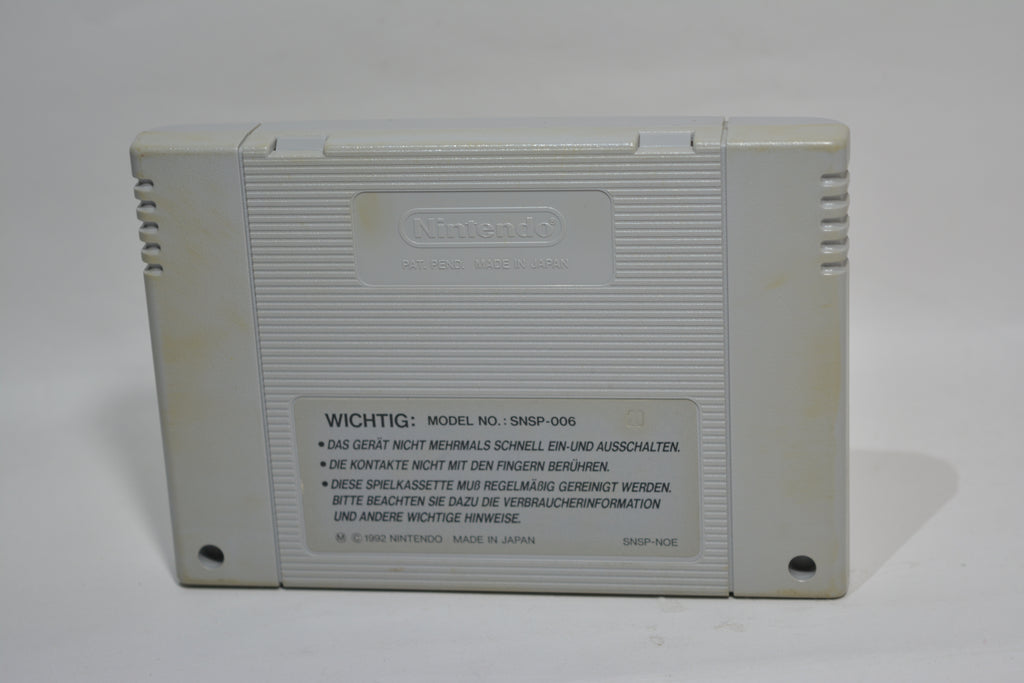 Nintendo®
PAT. PEND. MADE IN JAPAN
WICHTIG: MODEL NO.: SNSP-006
• DAS GERÄT NICHT MEHRMALS SCHNELL EIN-UND AUSSCHALTEN.
• DIE KONTAKTE NICHT MIT DEN FINGERN BERÜHREN.
• DIESE SPIELKASSETTE MUß REGELMÄßIG GEREINIGT WERDEN.
BITTE BEACHTEN SIE DAZU DIE VERBRAUCHERINFORMATION
UND ANDERE WICHTIGE HINWEISE.
Ⓜ © 1992 NINTENDO MADE IN JAPAN SNSP-NOE